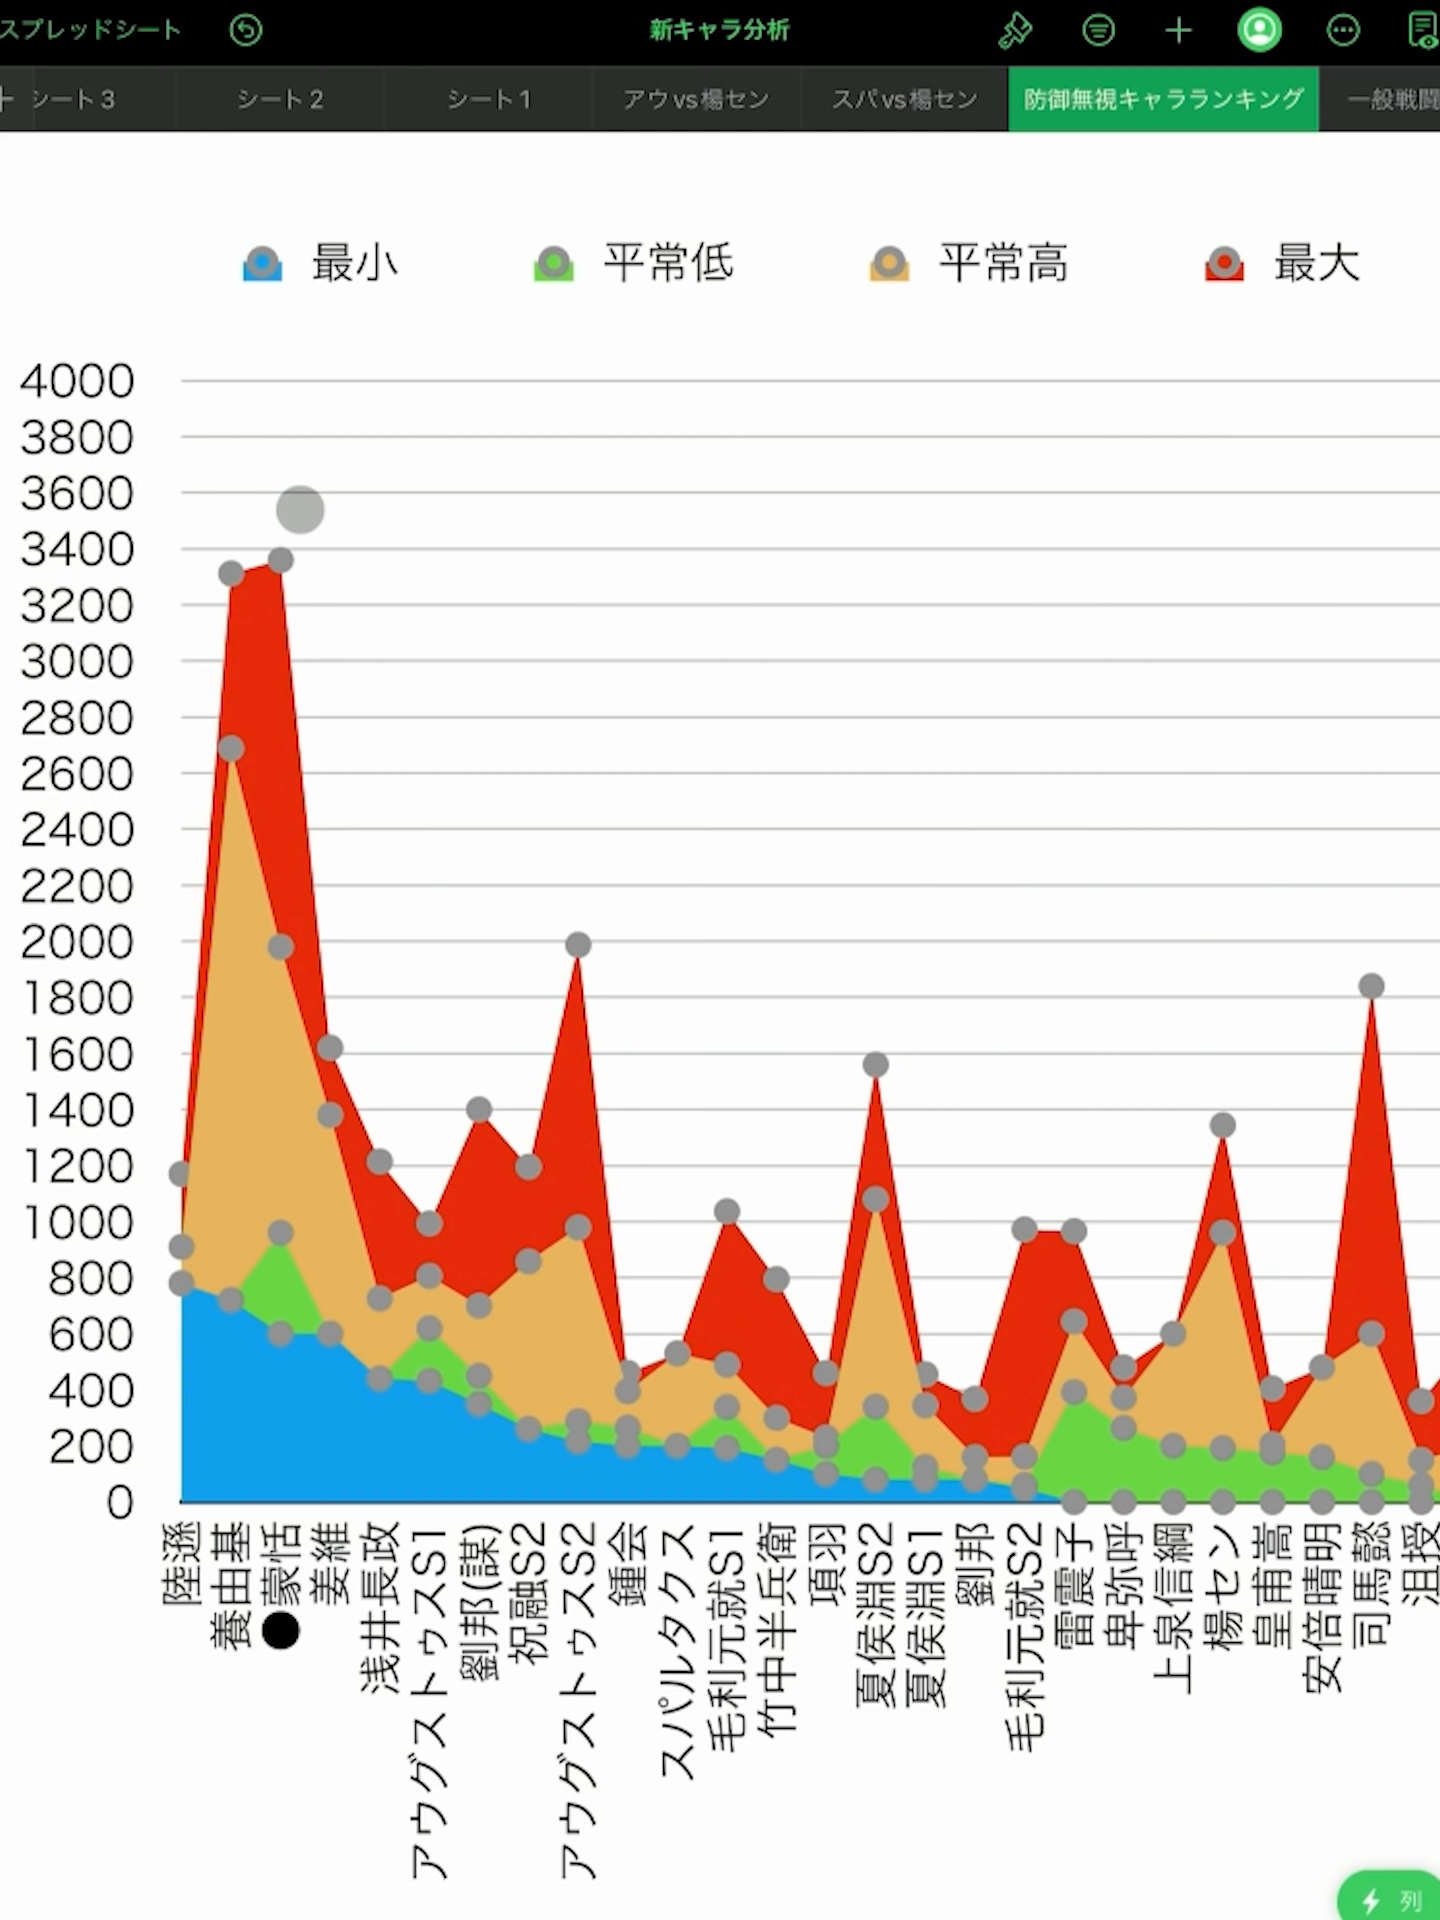 スプレッドシート
新キャラ分析
シート 3
シート 2
シート 1
アウvs楊セン
スパvs楊セン
防御無視キャラランキング
一般戦闘
最小
平常低
平常高
最大
4000
3800
3600
3400
3200
3000
2800
2600
2400
2200
2000
1800
1600
1400
1200
1000
800
600
400
200
0
陸遜
養由基
●蒙恬
姜維
浅井長政
アウグストゥスS1
劉邦(謀)
祝融S2
アウグストゥスS2
鍾会
スパルタクス
毛利元就S1
竹中半兵衛
項羽
夏侯淵S2
夏侯淵S1
劉邦
毛利元就S2
雷震子
卑弥呼
上泉信綱
楊セン
皇甫嵩
安倍晴明
司馬懿
沮授
列